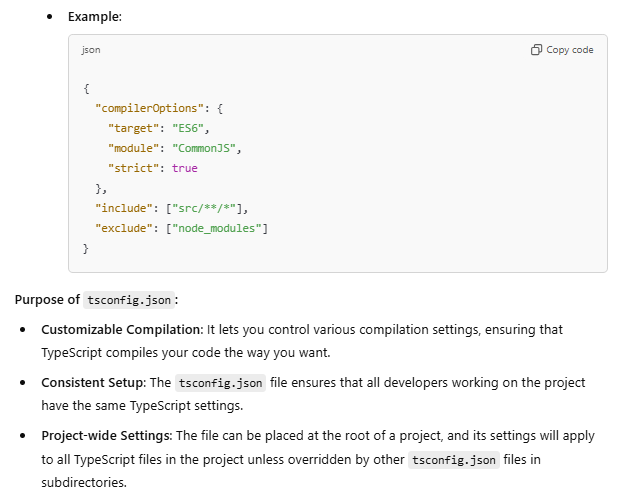 Example:
json
Copy code
{
"compilerOptions": {
"target": "ES6",
"module": "CommonJS",
"strict": true
},
"include": ["src/**/*"],
"exclude": ["node_modules"]
}
Purpose of tsconfig.json:
Customizable Compilation: It lets you control various compilation settings, ensuring that
TypeScript compiles your code the way you want.
Consistent Setup: The tsconfig.json file ensures that all developers working on the project
have the same TypeScript settings.
Project-wide Settings: The file can be placed at the root of a project, and its settings will apply
to all TypeScript files in the project unless overridden by other tsconfig.json files in
subdirectories.